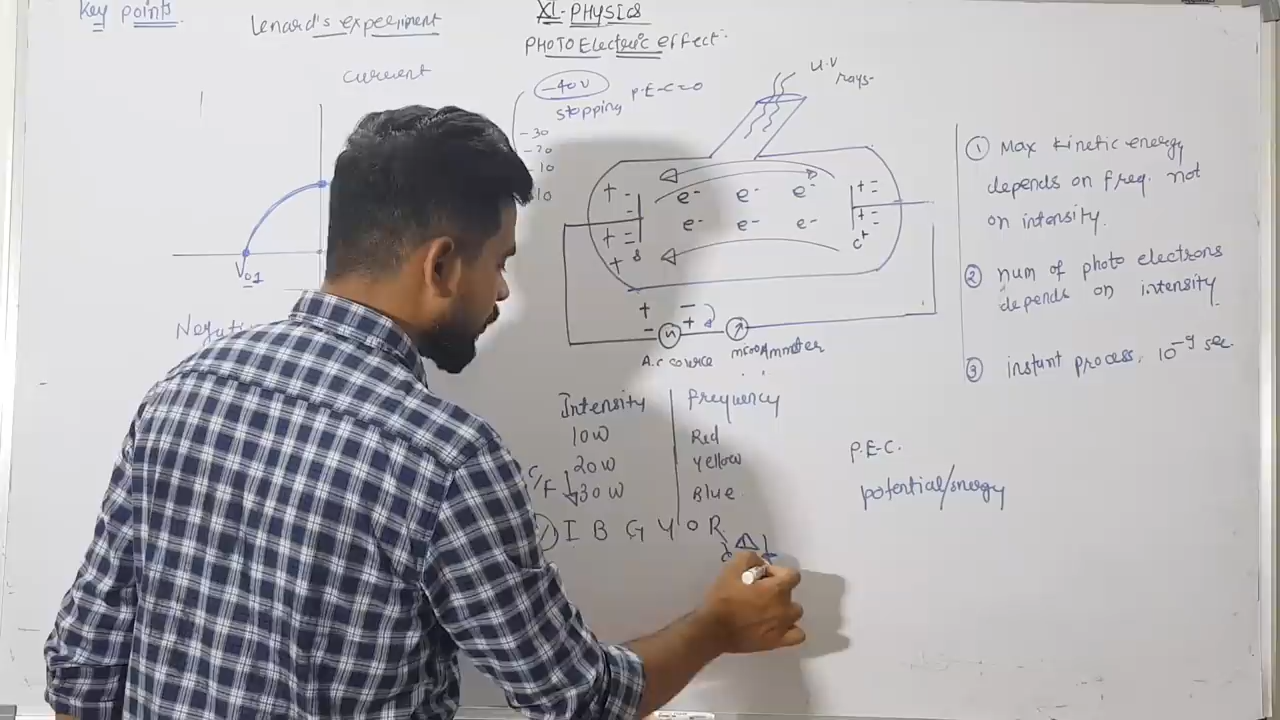 Key points.
Lenard's experiment
XI-PHYSICS
PHOTO Electric effect.
current
-40v
stopping P.E.C=0
-30
-20
-10
10
V01
U.V
rays-
+ -
-
+ -
+
s
e- e- e-
e- e- e-
+ -
+ -
c+
+ -
- +
A.C source
micro Ammeter
① Max kinetic energy
depends on freq. not
on intensity.
② num of photo electrons
depends on intensity
③ instant process, 10-9 sec.
Intensity | frequency
10W Red
20W Yellow
C/F 30W Blue.
I B G Y O R
P.E.C.
potential/energy